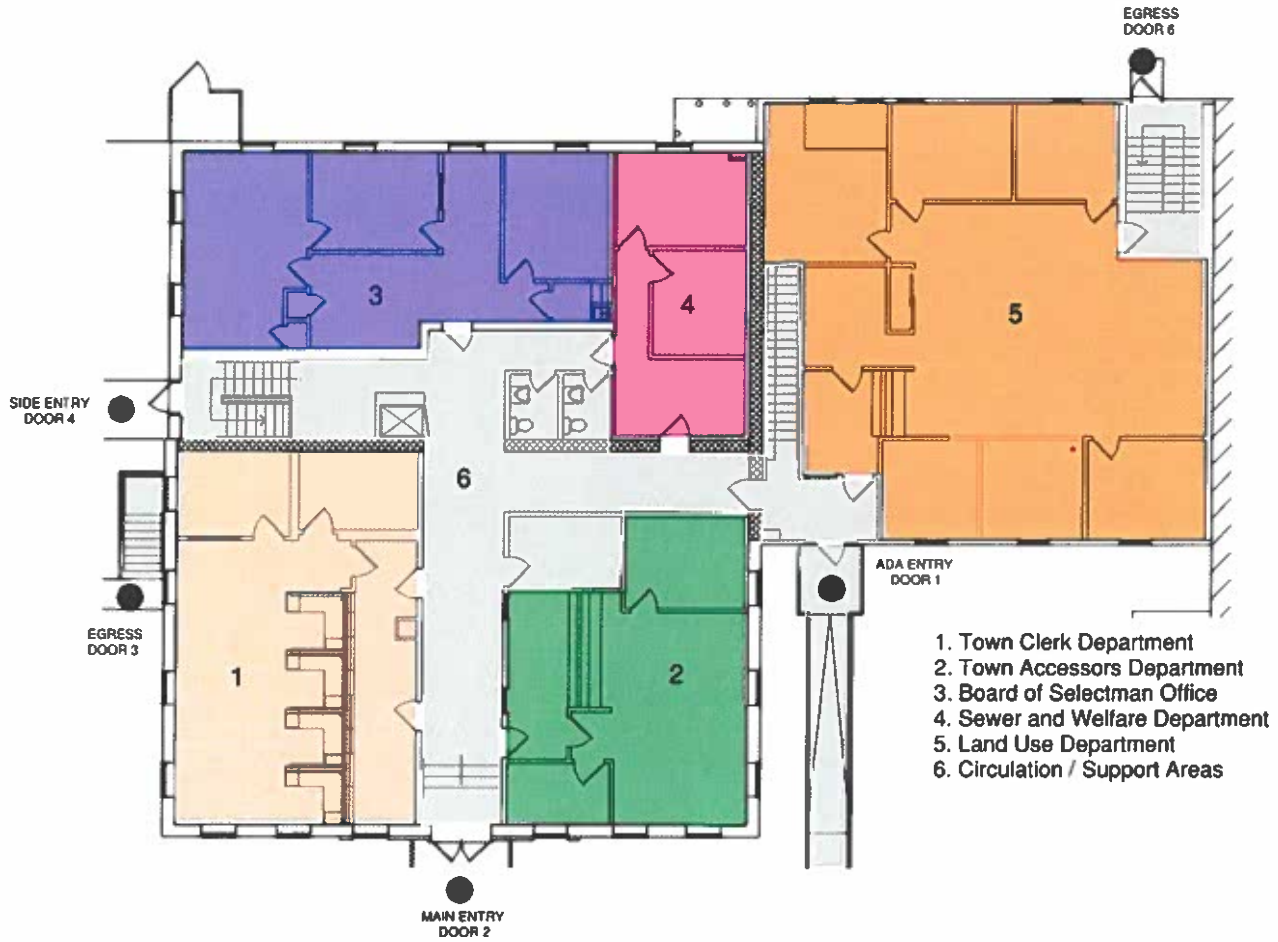 EGRESS
DOOR 6
3
4
5
SIDE ENTRY
DOOR 4
6
ADA ENTRY
DOOR 1
EGRESS
DOOR 3
1
2
1. Town Clerk Department
2. Town Accessors Department
3. Board of Selectman Office
4. Sewer and Welfare Department
5. Land Use Department
6. Circulation / Support Areas
MAIN ENTRY
DOOR 2